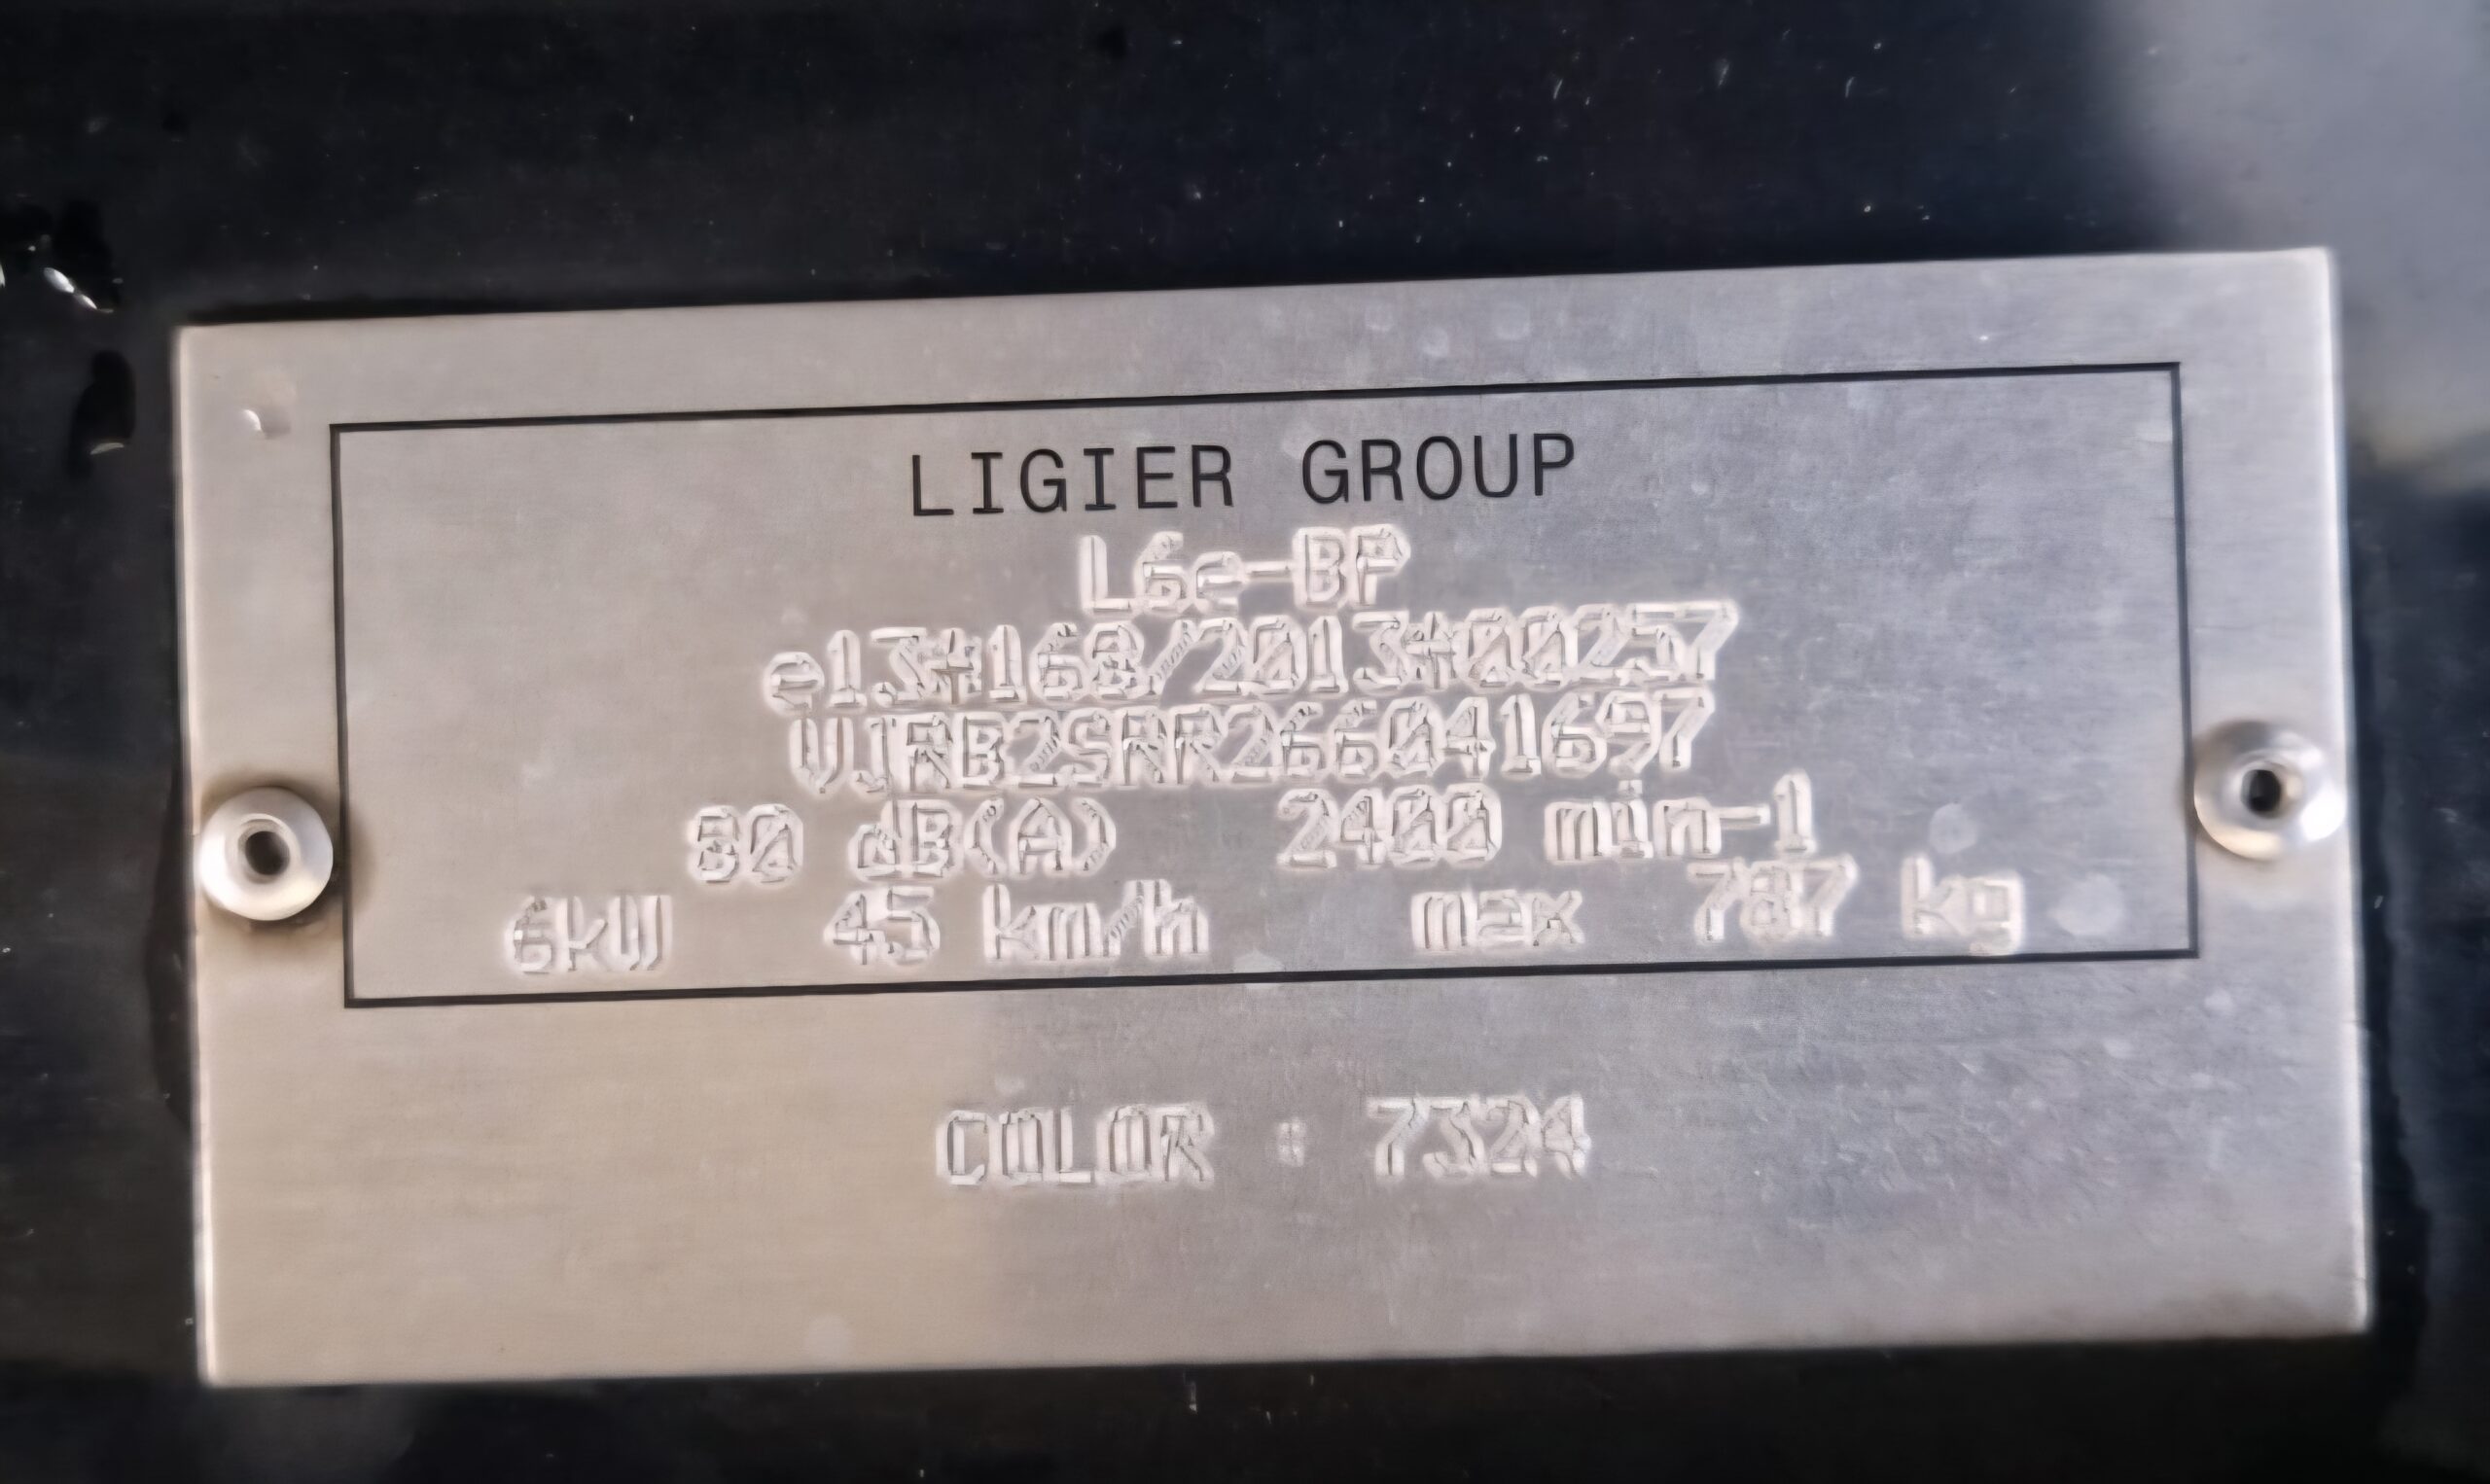 LIGIER GROUP
L6e-BP
e13*168/2013*00257
VJRB2SRR266041697
80 dB(A) 2400 min-1
6kW 45 km/h max 787 kg
COLOR : 7324